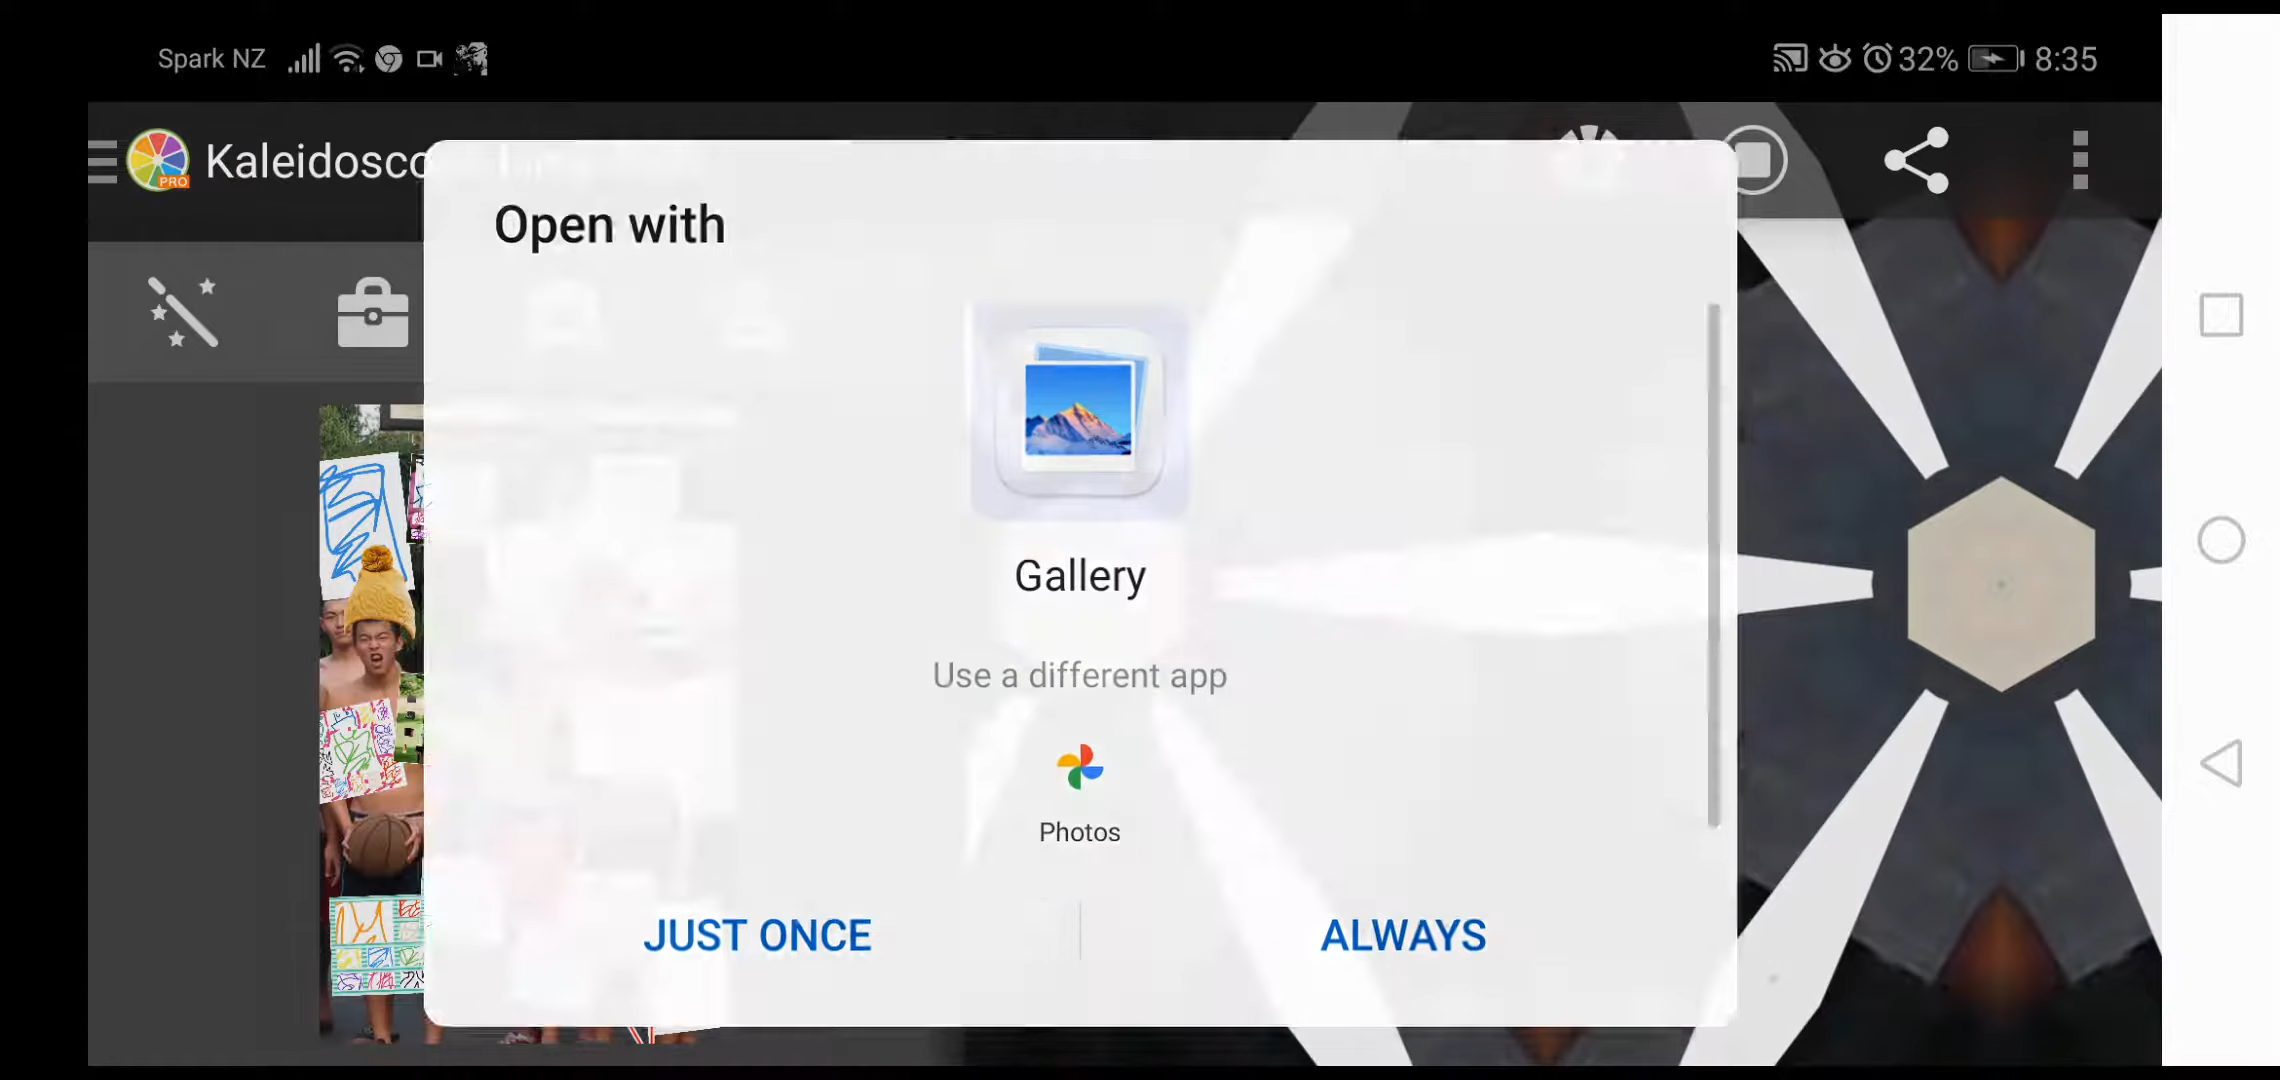 Spark NZ
32% 8:35
PRO
Kaleidosco
Open with
Gallery
Use a different app
Photos
JUST ONCE
ALWAYS